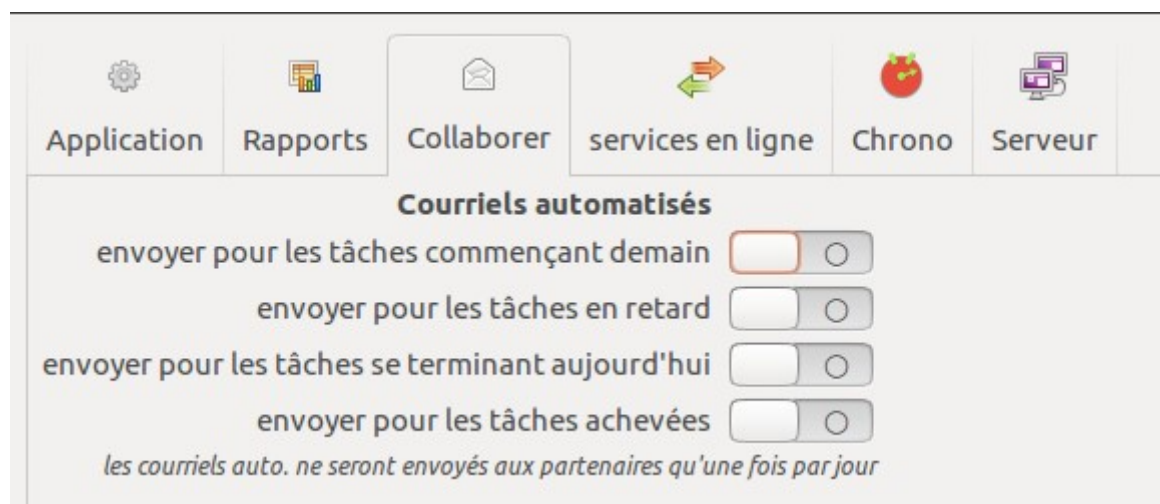 Application Rapports Collaborer services en ligne Chrono Serveur
Courriels automatisés
envoyer pour les tâches commençant demain
envoyer pour les tâches en retard
envoyer pour les tâches se terminant aujourd'hui
envoyer pour les tâches achevées
les courriels auto. ne seront envoyés aux partenaires qu'une fois par jour